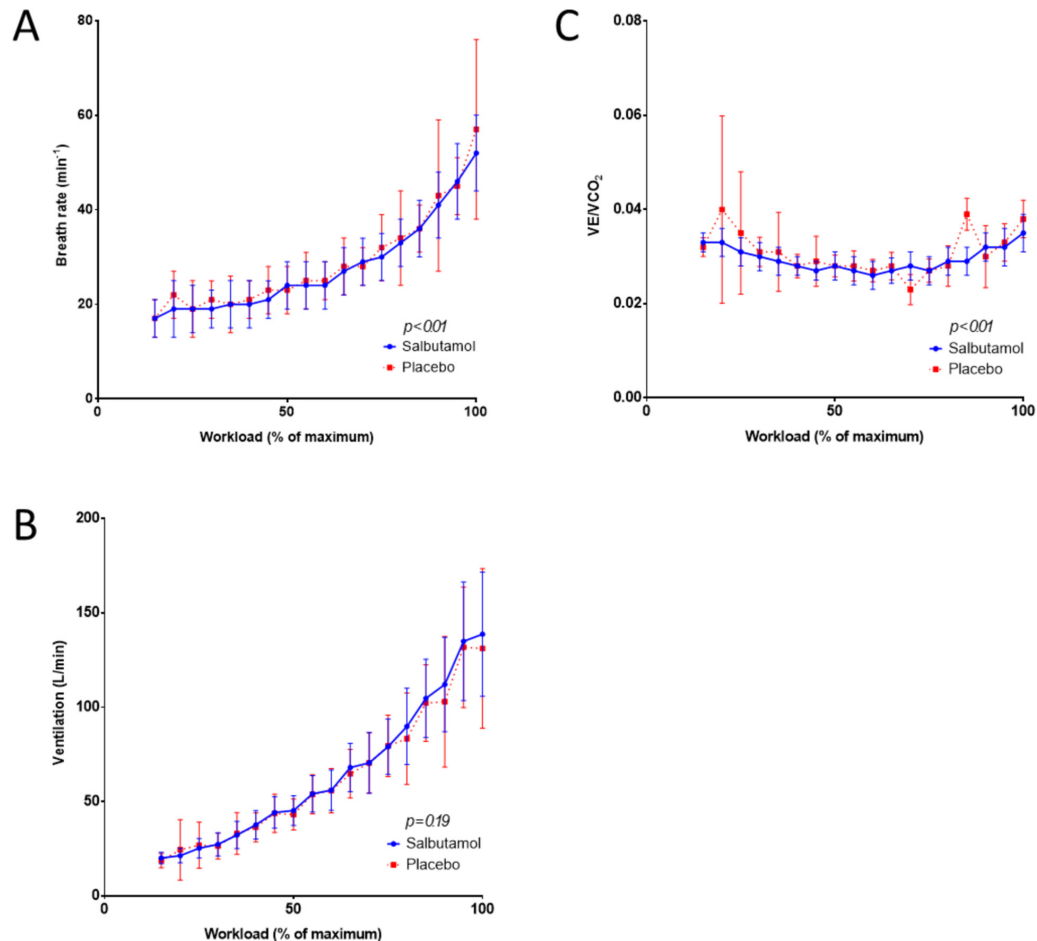 A
80
60
40
20
0
Breath rate (min⁻¹)
p<001
Salbutamol
Placebo
0
50
100
Workload (% of maximum)
C
0.08
0.06
0.04
0.02
0.00
VE/VCO₂
p<001
Salbutamol
Placebo
0
50
100
Workload (% of maximum)
B
200
150
100
50
0
Ventilation (L/min)
p=019
Salbutamol
Placebo
0
50
100
Workload (% of maximum)